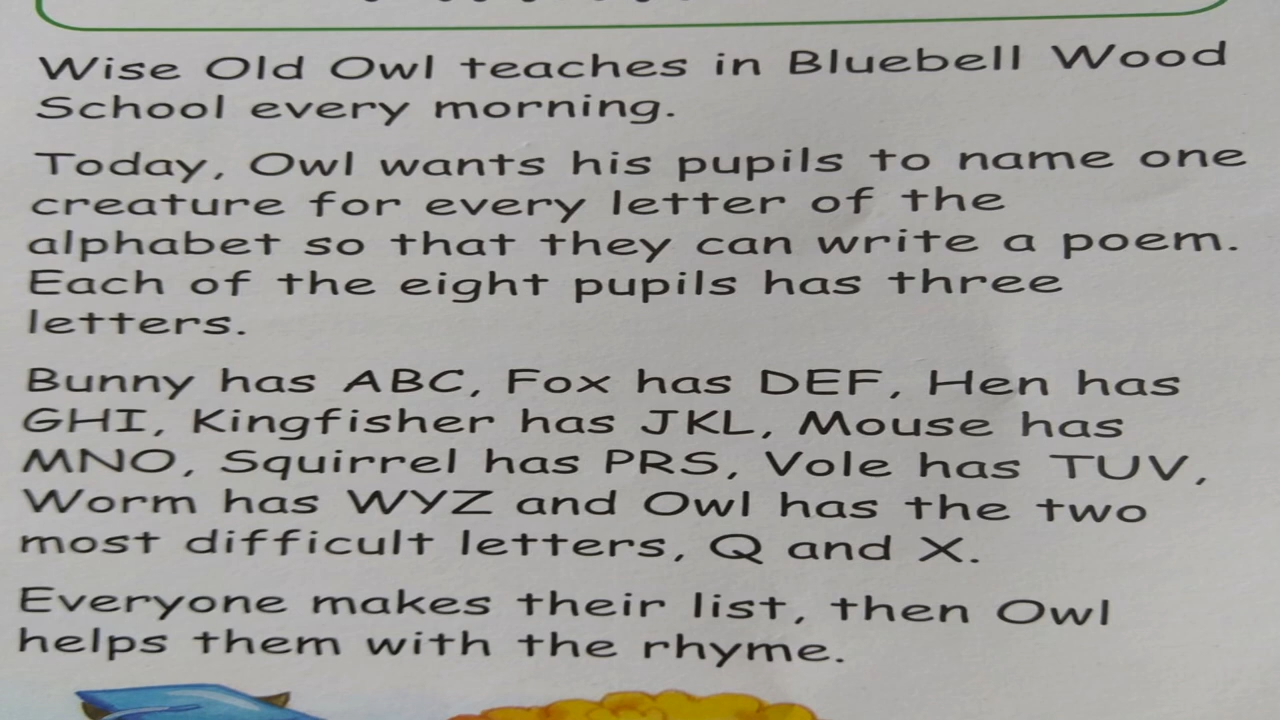 Wise Old Owl teaches in Bluebell Wood
School every morning.
Today, Owl wants his pupils to name one
creature for every letter of the
alphabet so that they can write a poem.
Each of the eight pupils has three
letters.
Bunny has ABC, Fox has DEF, Hen has
GHI, Kingfisher has JKL, Mouse has
MNO, Squirrel has PRS, Vole has TUV,
Worm has WYZ and Owl has the two
most difficult letters, Q and X.
Everyone makes their list, then Owl
helps them with the rhyme.